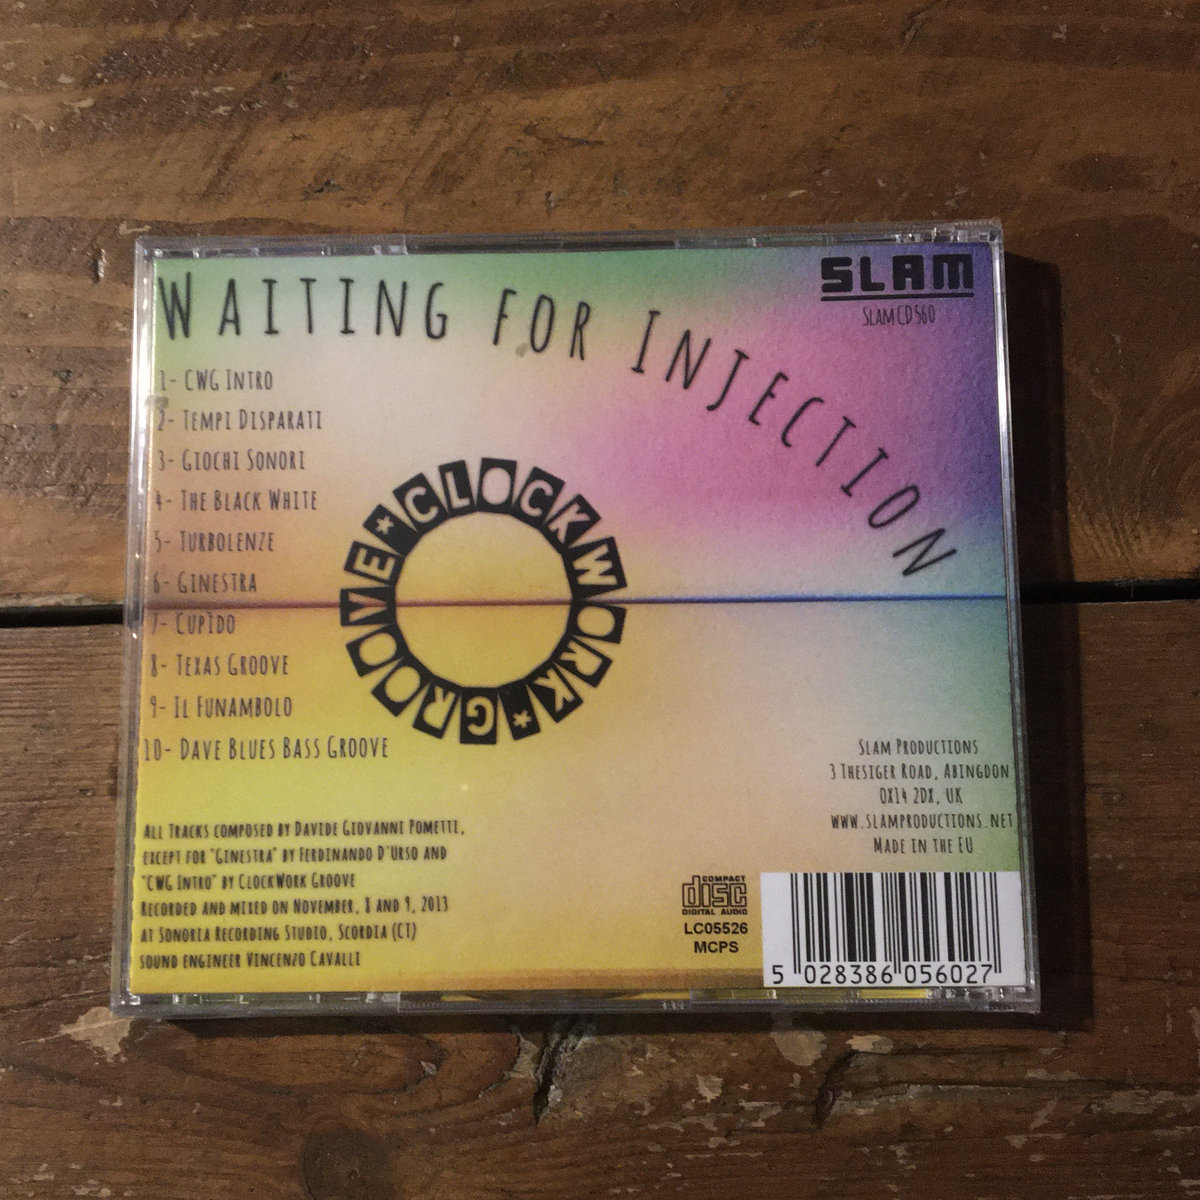 Waiting for Injection
SLAM
SLAM CD 560
1- CWG Intro
2- Tempi Disparati
3- Giochi Sonori
4- The Black White
5- Turbolenze
6- Ginestra
7- Cupìdo
8- Texas Groove
9- Il Funambolo
10- Dave Blues Bass Groove
*CLOCKWORK*GROOVE
All Tracks composed by Davide Giovanni Pometti,
except for "Ginestra" by Ferdinando D'Urso and
"CWG Intro" by ClockWork Groove
Recorded and mixed on November, 8 and 9, 2013
at Sonoria Recording Studio, Scordia (CT)
sound engineer Vincenzo Cavalli
Slam Productions
3 Thesiger Road, Abingdon
OX14 2DX, UK
www.slamproductions.net
Made in the EU
COMPACT
disc
DIGITAL AUDIO
LC05526
MCPS
5 028386 056027